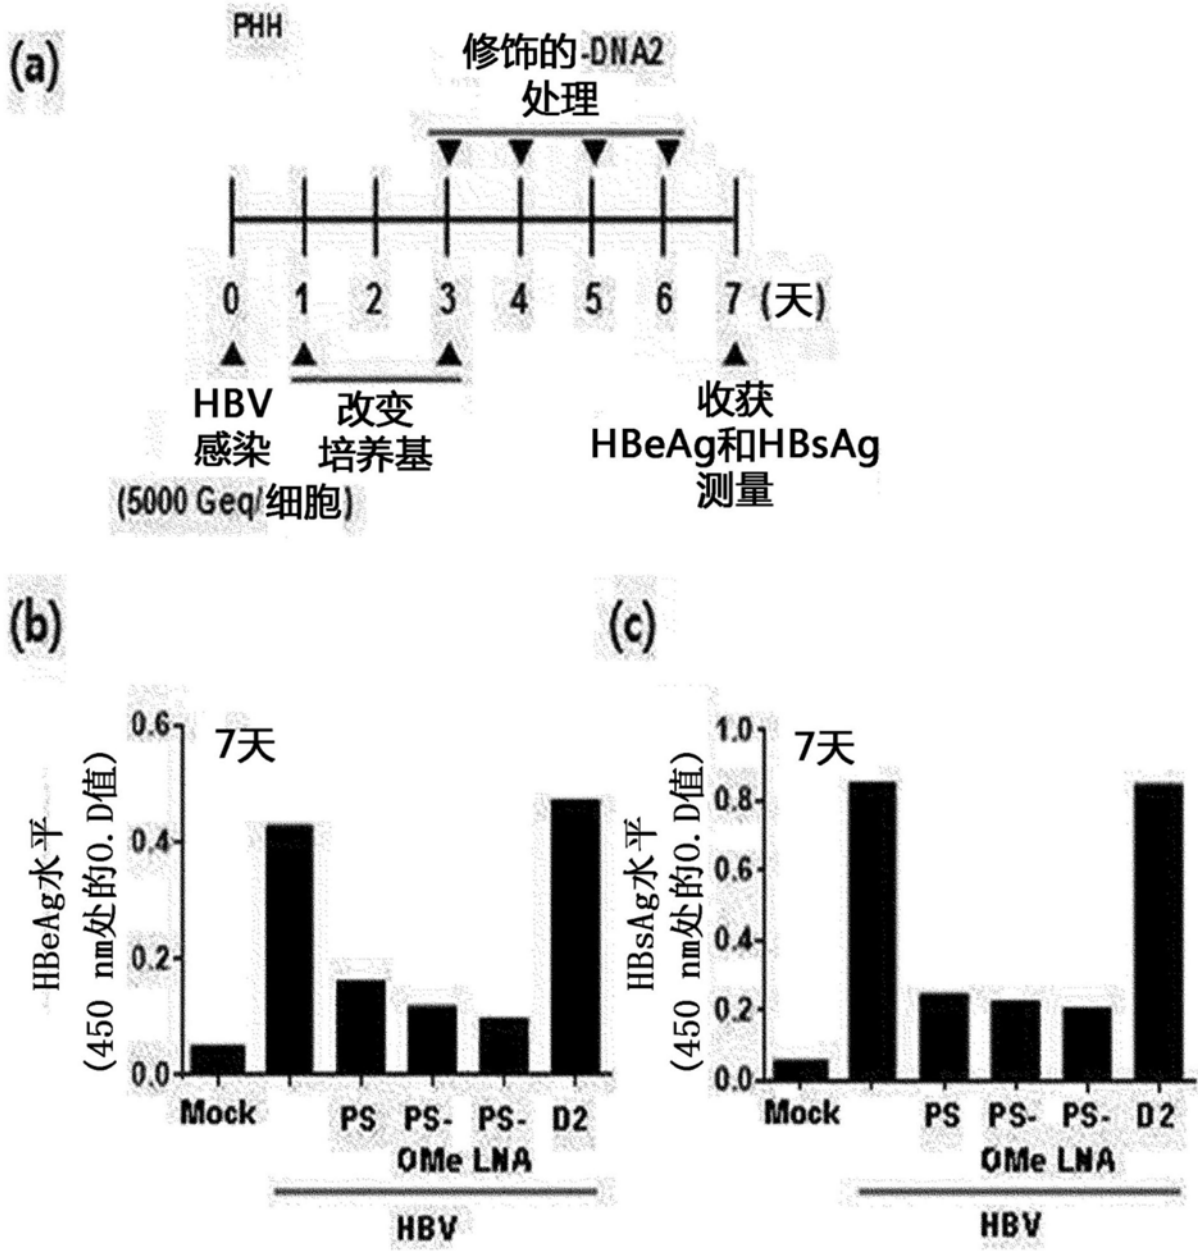 (a)
PHH
修饰的-DNA2
处理
0 1 2 3 4 5 6 7 (天)
HBV
感染
(5000 Geq/细胞)
改变
培养基
收获
HBeAg和HBsAg
测量
(b)
7天
HBeAg水平
(450 nm处的O.D值)
0.6
0.4
0.2
0.0
Mock PS PS- PS- D2
OMe LNA
HBV
(c)
7天
HBsAg水平
(450 nm处的O.D值)
1.0
0.8
0.6
0.4
0.2
0.0
Mock PS PS- PS- D2
OMe LNA
HBV